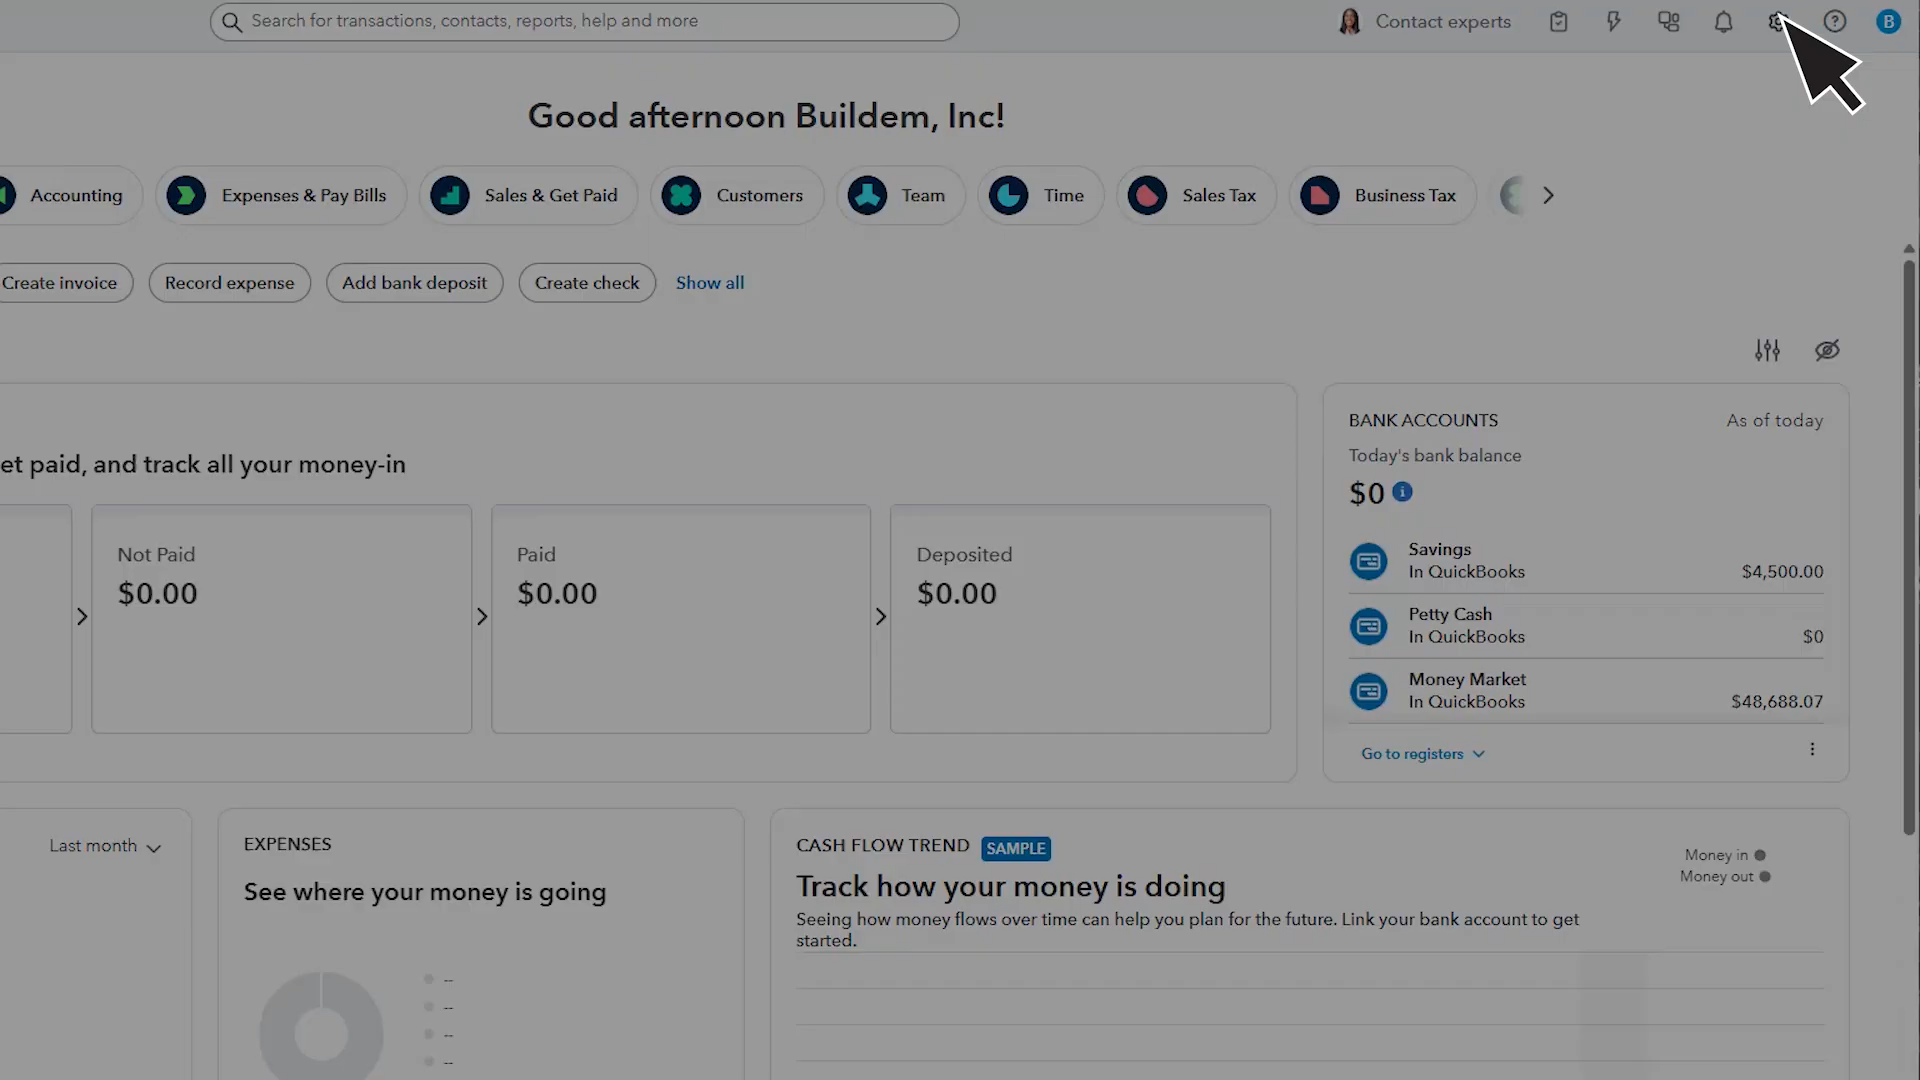 Search for transactions, contacts, reports, help and more
Contact experts
B
Good afternoon Buildem, Inc!
Accounting
Expenses & Pay Bills
Sales & Get Paid
Customers
Team
Time
Sales Tax
Business Tax
Create invoice
Record expense
Add bank deposit
Create check
Show all
et paid, and track all your money-in
Not Paid
$0.00
Paid
$0.00
Deposited
$0.00
BANK ACCOUNTS
As of today
Today's bank balance
$0
Savings
In QuickBooks
$4,500.00
Petty Cash
In QuickBooks
$0
Money Market
In QuickBooks
$48,688.07
Go to registers
Last month
EXPENSES
See where your money is going
--
--
--
--
CASH FLOW TREND SAMPLE
Money in
Money out
Track how your money is doing
Seeing how money flows over time can help you plan for the future. Link your bank account to get
started.